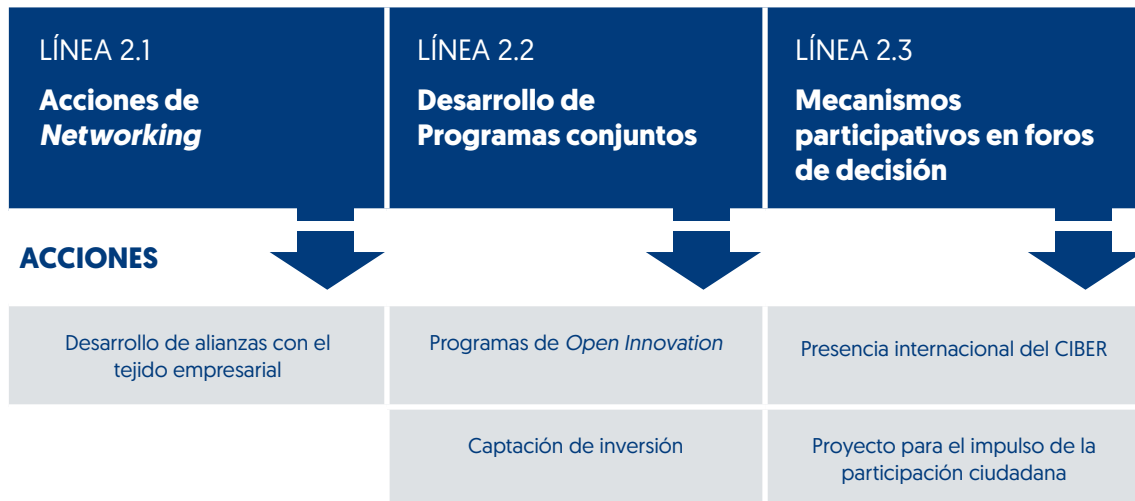 LÍNEA 2.1
Acciones de
Networking
LÍNEA 2.2
Desarrollo de
Programas conjuntos
LÍNEA 2.3
Mecanismos
participativos en foros
de decisión
ACCIONES
Desarrollo de alianzas con el
tejido empresarial
Programas de Open Innovation
Presencia internacional del CIBER
Captación de inversión
Proyecto para el impulso de la
participación ciudadana